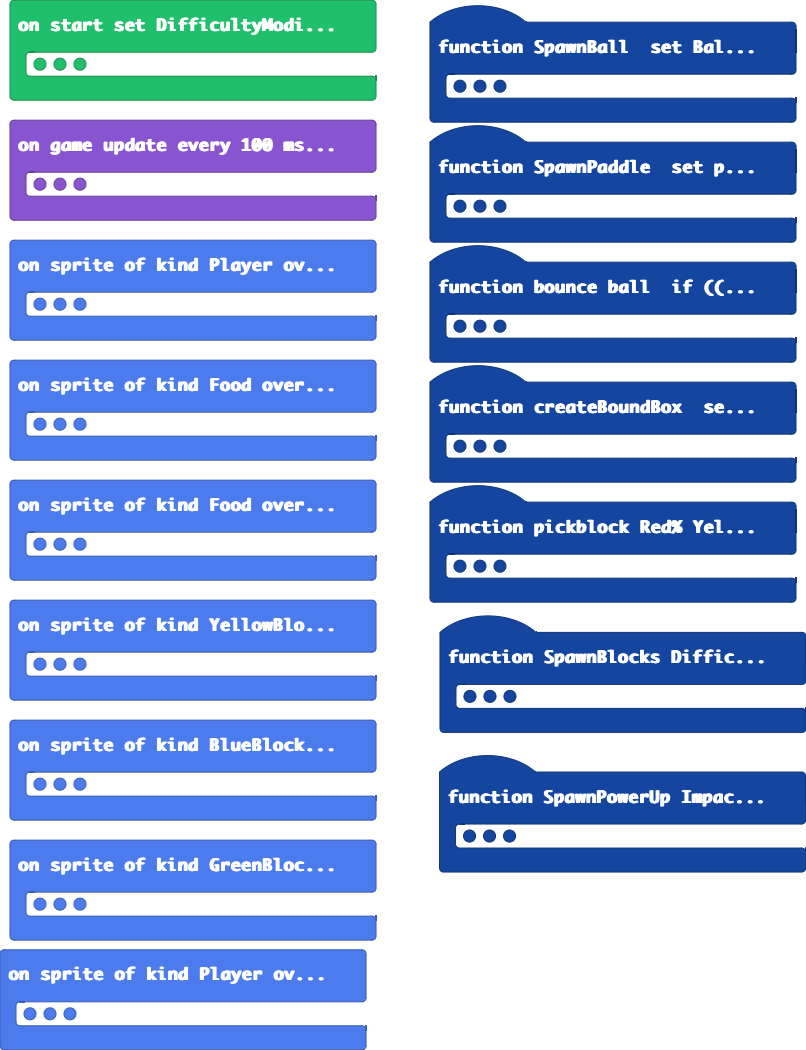 on start set DifficultyModi...
on game update every 100 ms...
on sprite of kind Player ov...
on sprite of kind Food over...
on sprite of kind Food over...
on sprite of kind YellowBlo...
on sprite of kind BlueBlock...
on sprite of kind GreenBloc...
on sprite of kind Player ov...
function SpawnBall  set Bal...
function SpawnPaddle  set p...
function bounce ball  if ((...
function createBoundBox  se...
function pickblock Red% Yel...
function SpawnBlocks Diffic...
function SpawnPowerUp Impac...